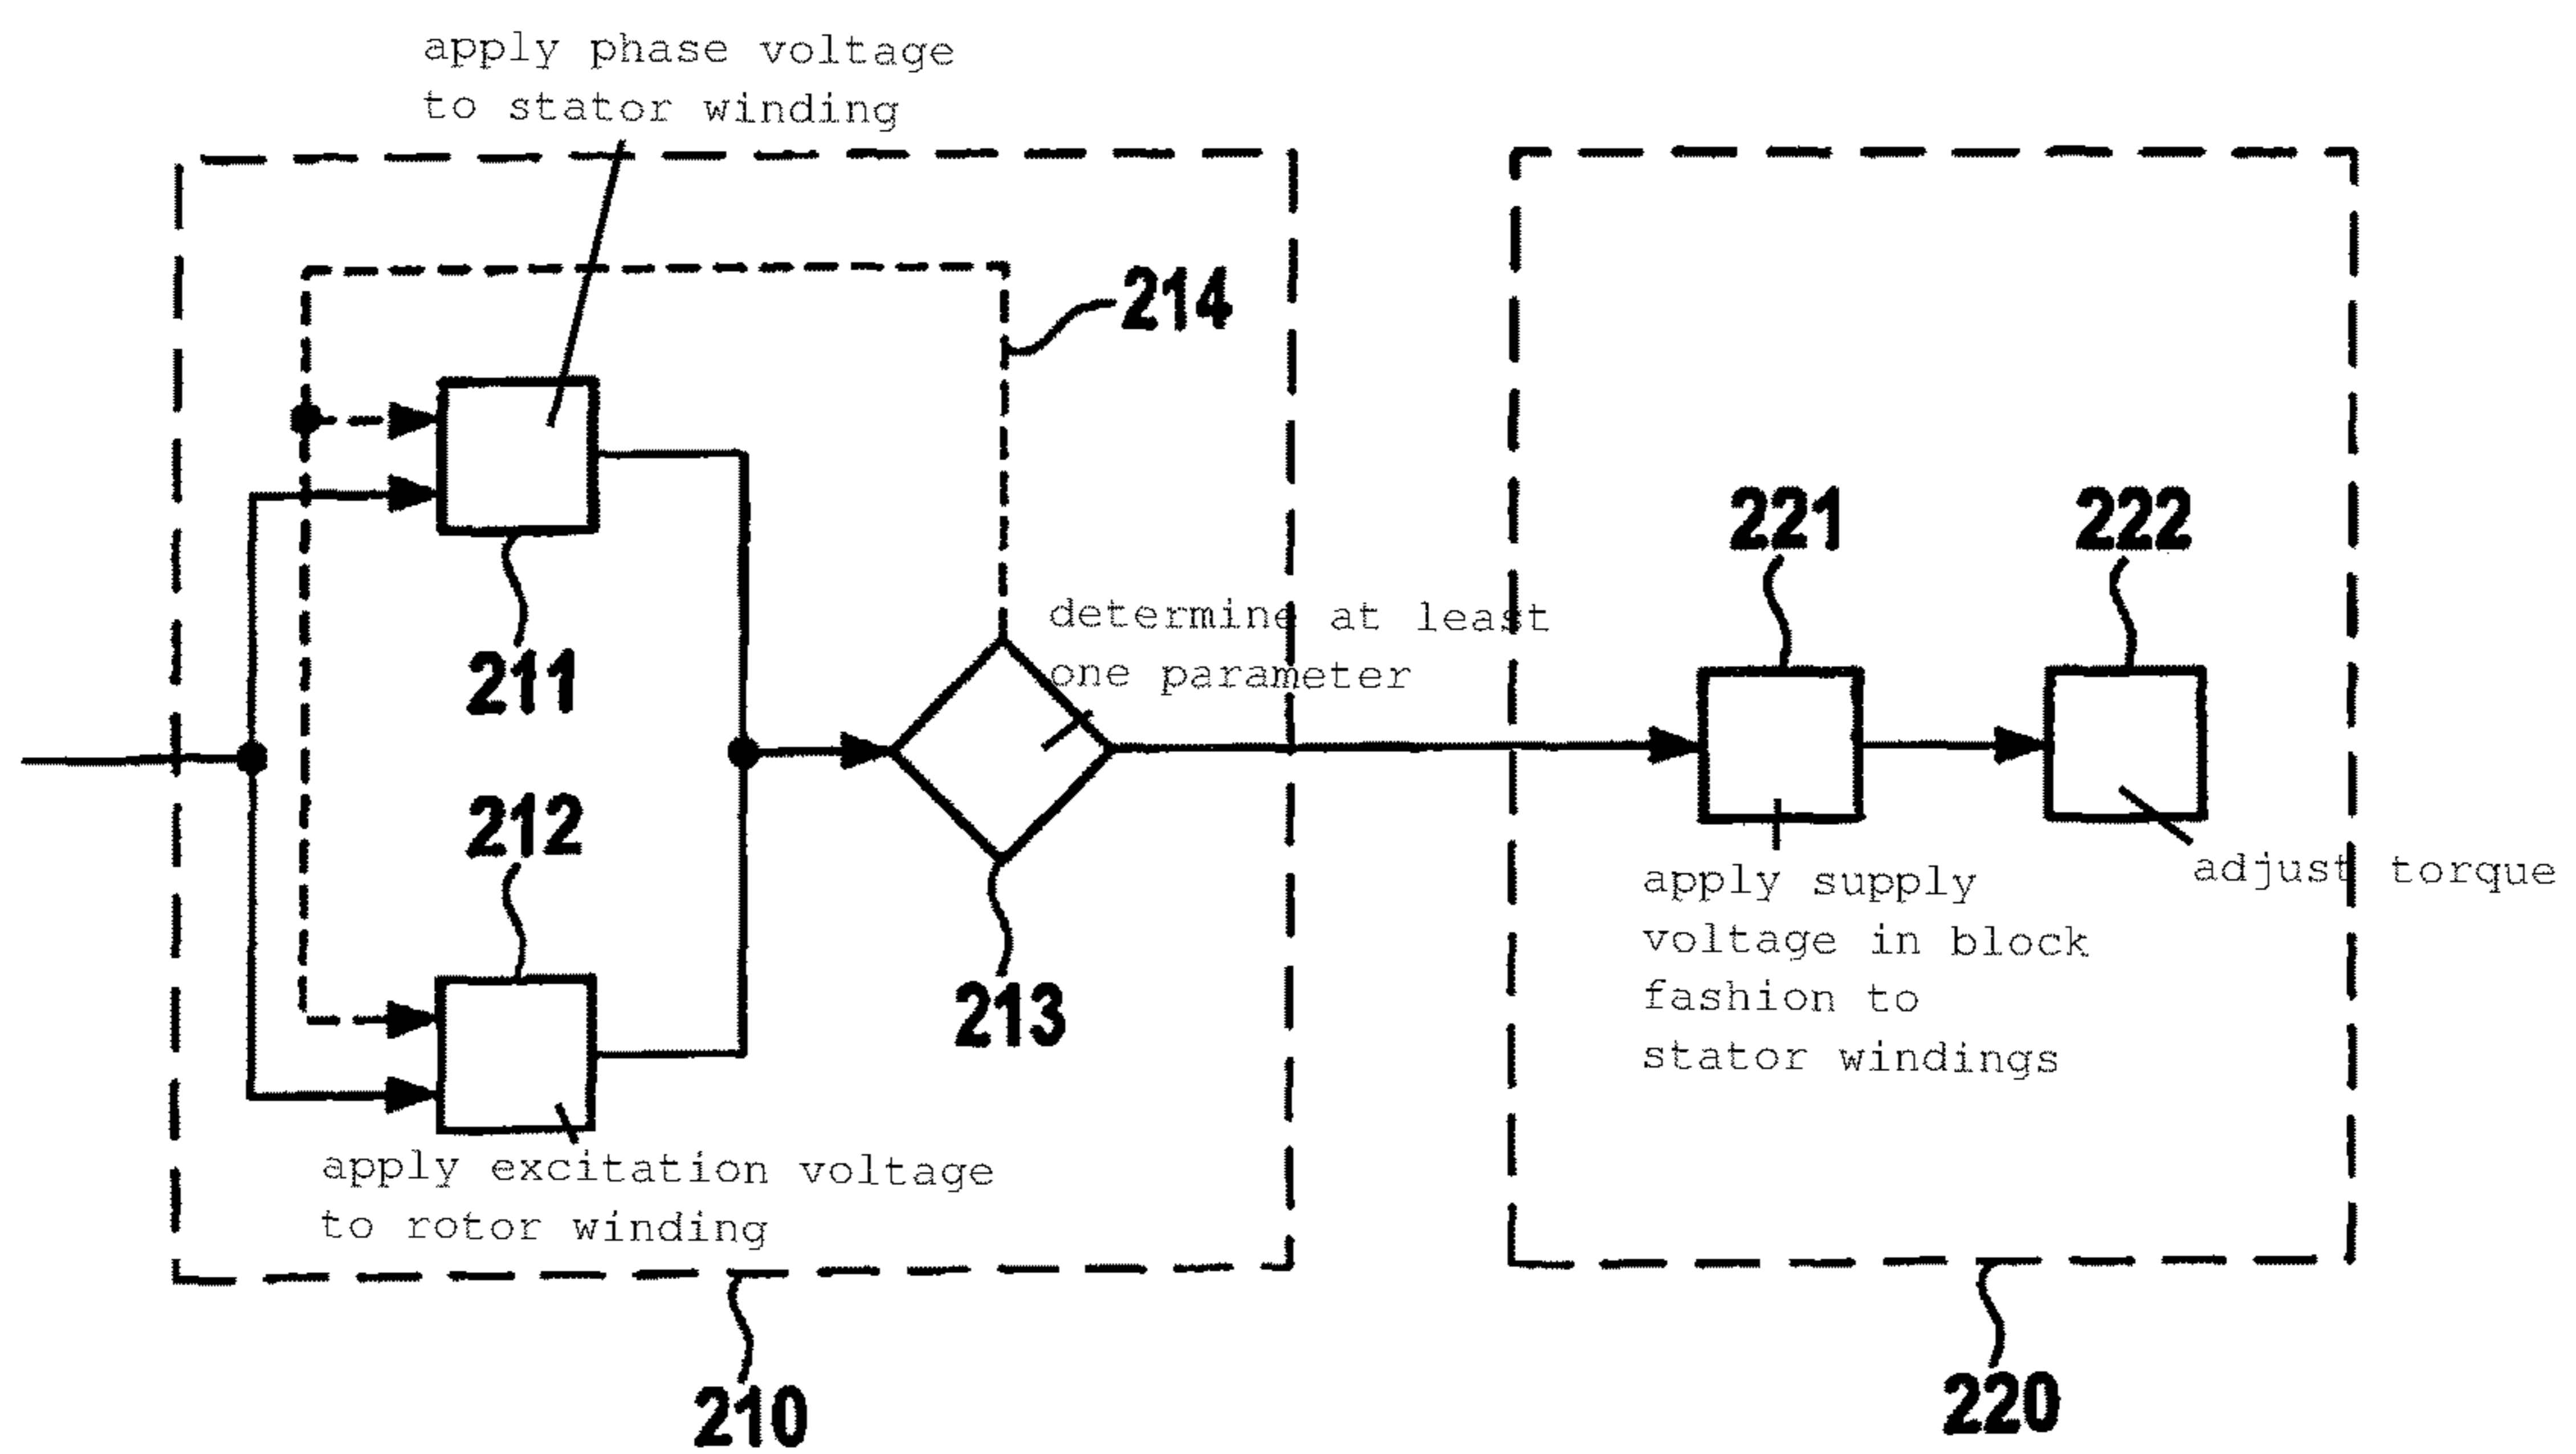 apply phase voltage
to stator winding
214
221
222
determine at least
one parameter
211
212
adjust torque
apply supply
voltage in block
fashion to
stator windings
213
apply excitation voltage
to rotor winding
210
220